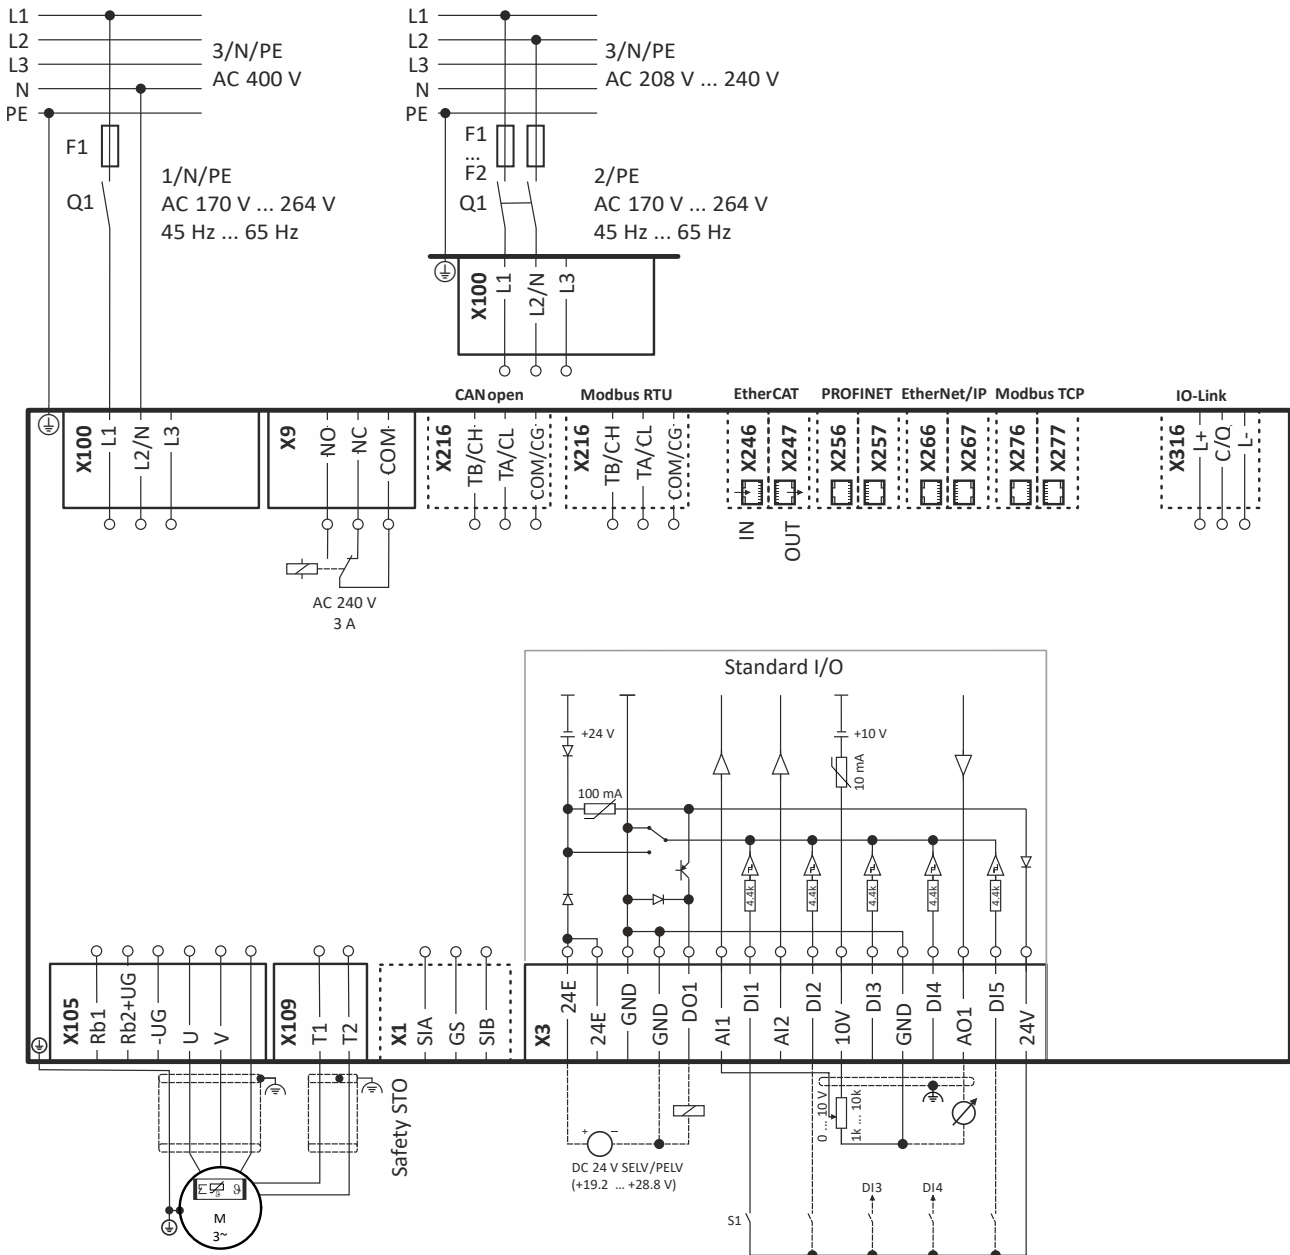 L1
L2
L3
N
PE
3/N/PE
AC 400 V
F1
Q1
1/N/PE
AC 170 V ... 264 V
45 Hz ... 65 Hz
L1
L2
L3
N
PE
3/N/PE
AC 208 V ... 240 V
F1
...
F2
Q1
2/PE
AC 170 V ... 264 V
45 Hz ... 65 Hz
X100
L1
L2/N
L3
CANopen
Modbus RTU
EtherCAT
PROFINET
EtherNet/IP
Modbus TCP
IO-Link
X100
L1
L2/N
L3
X9
NO
NC
COM
X216
TB/CH
TA/CL
COM/CG
X216
TB/CH
TA/CL
COM/CG
X246
X247
X256
X257
X266
X267
X276
X277
X316
L+
C/Q
L-
IN
OUT
AC 240 V
3 A
Standard I/O
+24 V
+10 V
10 mA
100 mA
4.4k
4.4k
4.4k
4.4k
4.4k
X105
Rb1
Rb2+UG
-UG
U
V
X109
T1
T2
X1
SIA
GS
SIB
X3
24E
24E
GND
GND
DO1
AI1
DI1
AI2
DI2
10V
DI3
GND
DI4
AO1
DI5
24V
Safety STO
+
–
DC 24 V SELV/PELV
(+19.2 ... +28.8 V)
0 ... 10 V
1k ... 10k
DI3
DI4
S1
ϑ
ϑ
M
3~